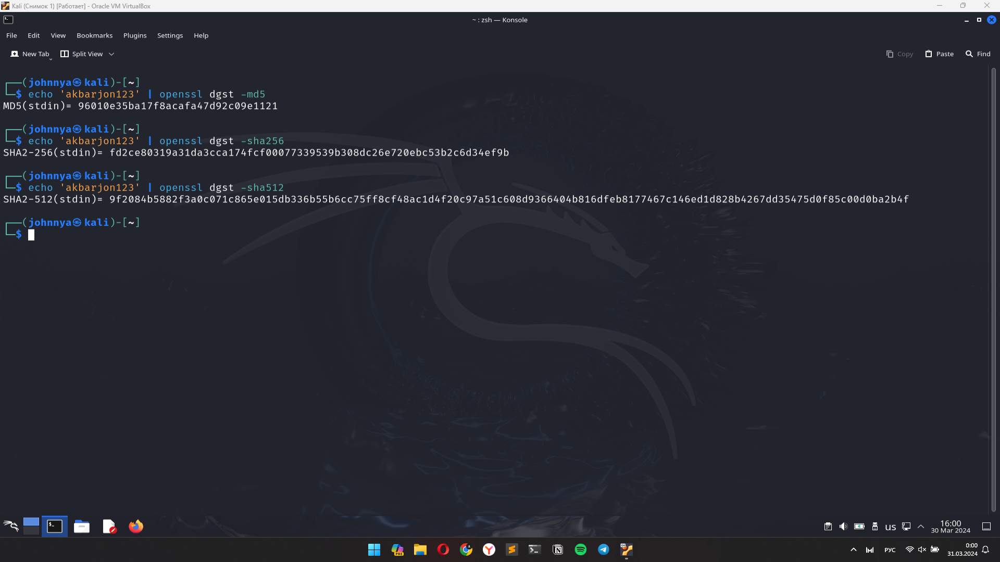 Kali (Снимок 1) [Работает] - Oracle VM VirtualBox
~ : zsh — Konsole
File Edit View Bookmarks Plugins Settings Help
New Tab Split View Copy Paste Find
┌──(johnnya㉿kali)-[~]
└─$ echo 'akbarjon123' | openssl dgst -md5
MD5(stdin)= 96010e35ba17f8acafa47d92c09e1121
┌──(johnnya㉿kali)-[~]
└─$ echo 'akbarjon123' | openssl dgst -sha256
SHA2-256(stdin)= fd2ce80319a31da3cca174fcf00077339539b308dc26e720ebc53b2c6d34ef9b
┌──(johnnya㉿kali)-[~]
└─$ echo 'akbarjon123' | openssl dgst -sha512
SHA2-512(stdin)= 9f2084b5882f3a0c071c865e015db336b55b6cc75ff8cf48ac1d4f20c97a51c608d9366404b816dfeb8177467c146ed1d828b4267dd35475d0f85c00d0ba2b4f
┌──(johnnya㉿kali)-[~]
└─$
us
16:00
30 Mar 2024
PRE
РУС
0:00
31.03.2024